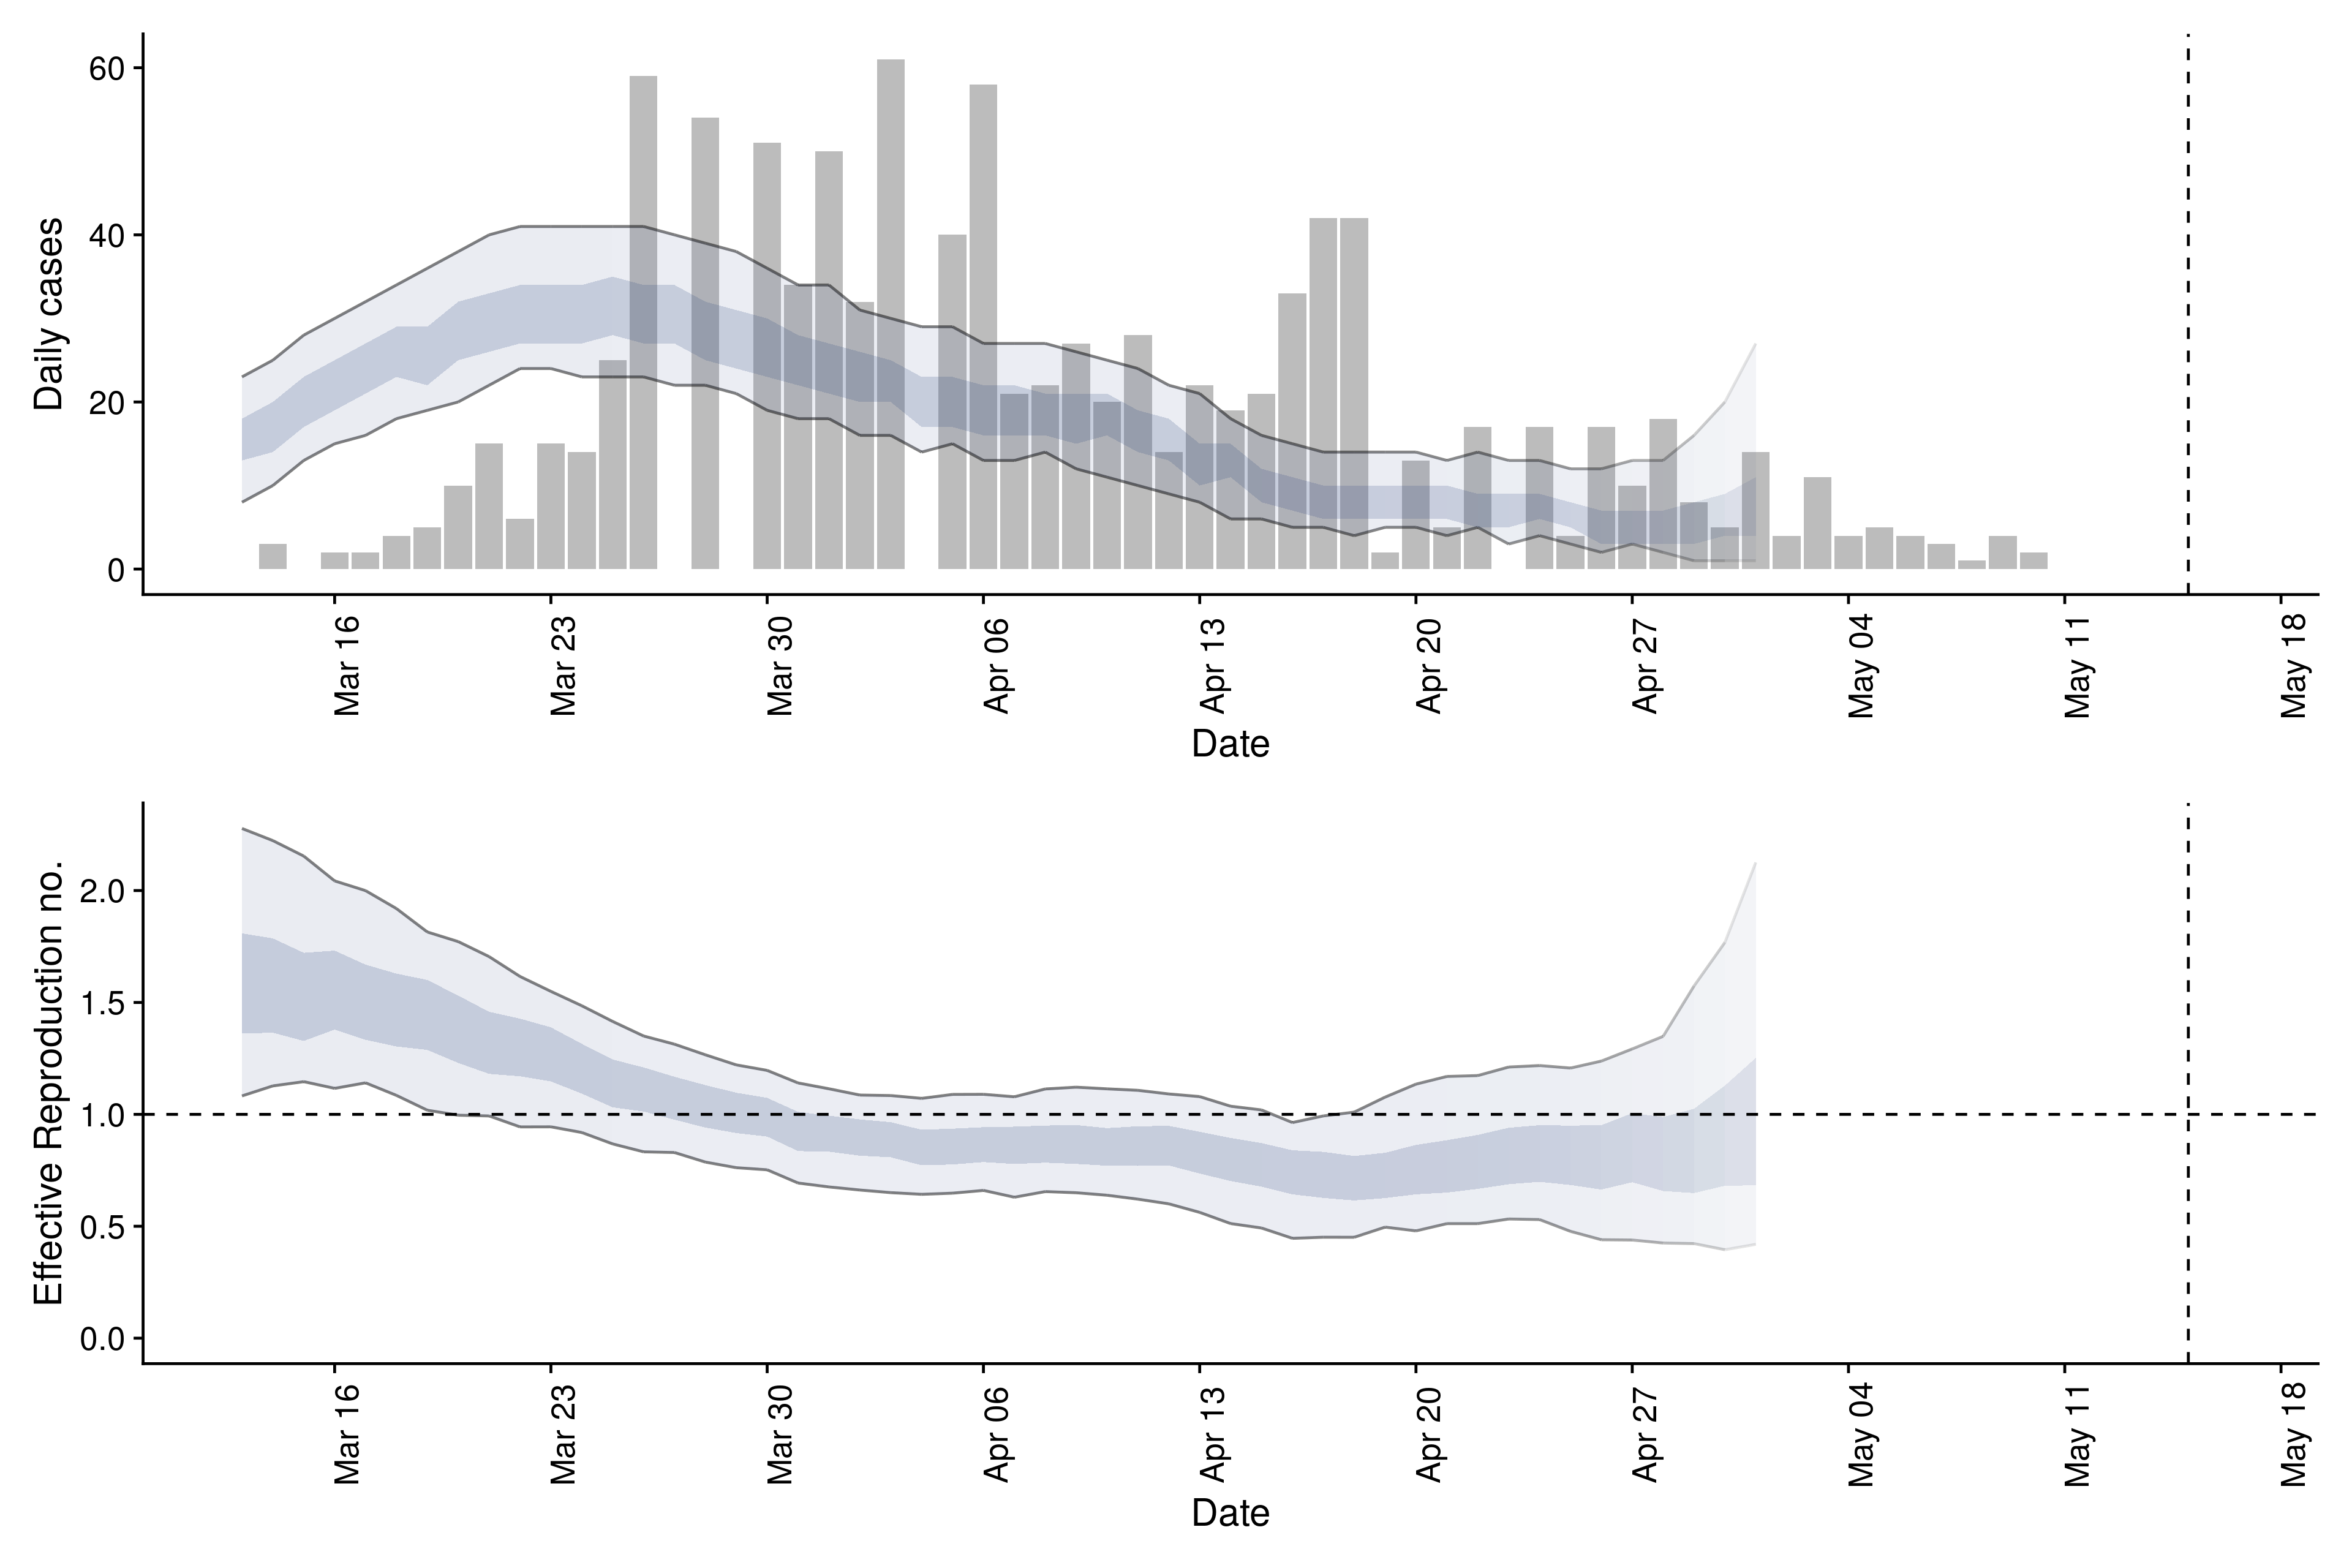 Daily cases
60
40
20
0
Mar 16
Mar 23
Mar 30
Apr 06
Apr 13
Apr 20
Apr 27
May 04
May 11
May 18
Date
Effective Reproduction no.
2.0
1.5
1.0
0.5
0.0
Mar 16
Mar 23
Mar 30
Apr 06
Apr 13
Apr 20
Apr 27
May 04
May 11
May 18
Date